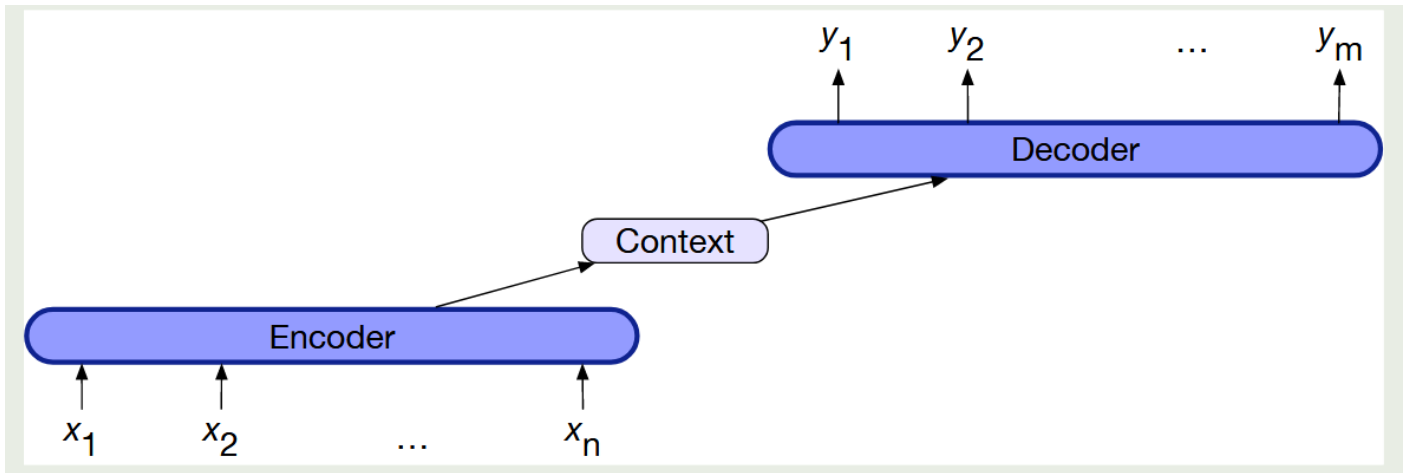 y1 y2 ... ym
Decoder
Context
Encoder
x1 x2 ... xn